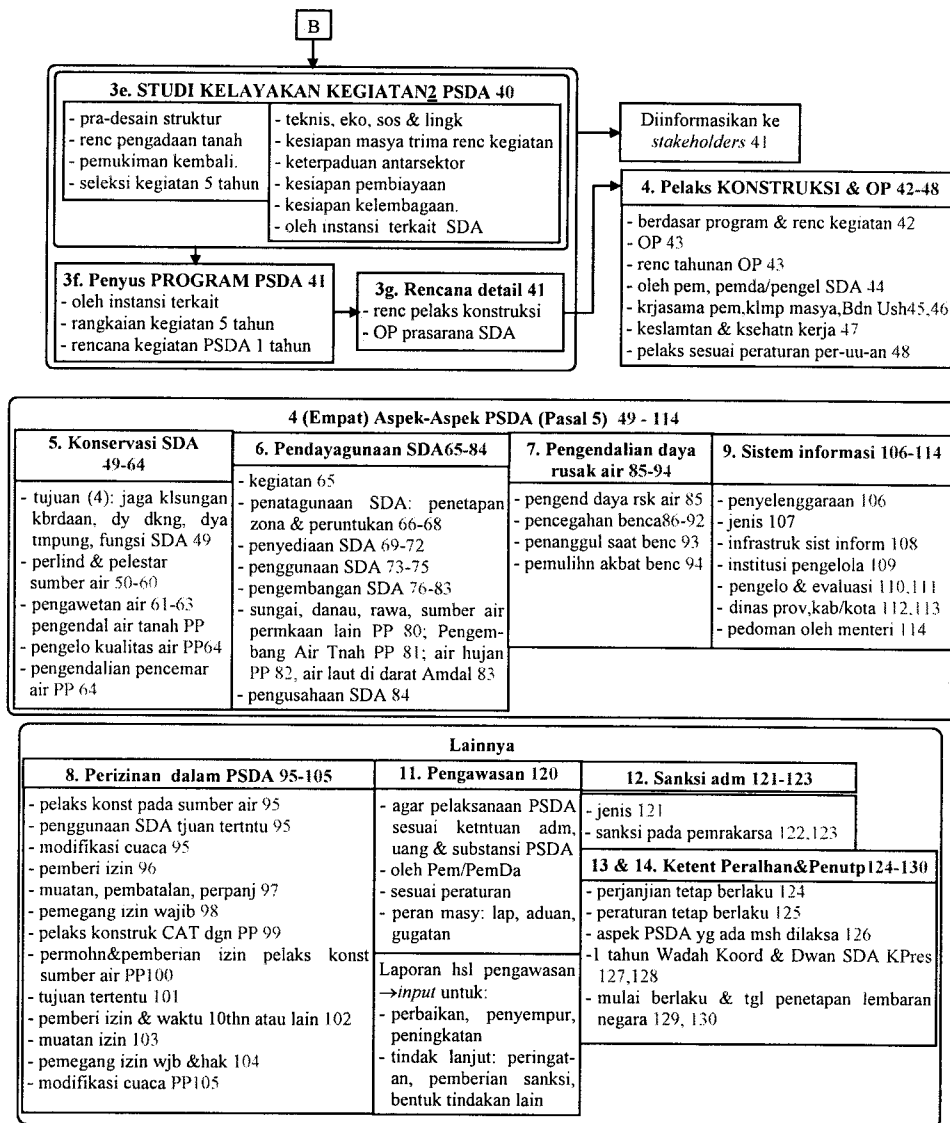 B
3e. STUDI KELAYAKAN KEGIATAN2 PSDA 40
- pra-desain struktur
- renc pengadaan tanah
- pemukiman kembali.
- seleksi kegiatan 5 tahun
- teknis, eko, sos & lingk
- kesiapan masya trima renc kegiatan
- keterpaduan antarsektor
- kesiapan pembiayaan
- kesiapan kelembagaan.
- oleh instansi terkait SDA
Diinformasikan ke
stakeholders 41
3f. Penyus PROGRAM PSDA 41
- oleh instansi terkait
- rangkaian kegiatan 5 tahun
- rencana kegiatan PSDA 1 tahun
3g. Rencana detail 41
- renc pelaks konstruksi
- OP prasarana SDA
4. Pelaks KONSTRUKSI & OP 42-48
- berdasar program & renc kegiatan 42
- OP 43
- renc tahunan OP 43
- oleh pem, pemda/pengel SDA 44
- krjasama pem,klmp masya,Bdn Ush45,46
- keslamtan & ksehatn kerja 47
- pelaks sesuai peraturan per-uu-an 48
4 (Empat) Aspek-Aspek PSDA (Pasal 5) 49 - 114
5. Konservasi SDA
49-64
- tujuan (4): jaga klsungan
kbrdaan, dy dkng, dya
tmpung, fungsi SDA 49
- perlind & pelestar
sumber air 50-60
- pengawetan air 61-63
pengendal air tanah PP
- pengelo kualitas air PP64
- pengendalian pencemar
air PP 64
6. Pendayagunaan SDA65-84
- kegiatan 65
- penatagunaan SDA: penetapan
zona & peruntukan 66-68
- penyediaan SDA 69-72
- penggunaan SDA 73-75
- pengembangan SDA 76-83
- sungai, danau, rawa, sumber air
permkaan lain PP 80; Pengem-
bang Air Tnah PP 81; air hujan
PP 82, air laut di darat Amdal 83
- pengusahaan SDA 84
7. Pengendalian daya
rusak air 85-94
- pengend daya rsk air 85
- pencegahan benca86-92
- penanggul saat benc 93
- pemulihn akbat benc 94
9. Sistem informasi 106-114
- penyelenggaraan 106
- jenis 107
- infrastruk sist inform 108
- institusi pengelola 109
- pengelo & evaluasi 110,111
- dinas prov,kab/kota 112,113
- pedoman oleh menteri 114
Lainnya
8. Perizinan dalam PSDA 95-105
- pelaks konst pada sumber air 95
- penggunaan SDA tjuan tertntu 95
- modifikasi cuaca 95
- pemberi izin 96
- muatan, pembatalan, perpanj 97
- pemegang izin wajib 98
- pelaks konstruk CAT dgn PP 99
- permohn&pemberian izin pelaks konst
sumber air PP100
- tujuan tertentu 101
- pemberi izin & waktu 10thn atau lain 102
- muatan izin 103
- pemegang izin wjb &hak 104
- modifikasi cuaca PP105
11. Pengawasan 120
- agar pelaksanaan PSDA
sesuai ketntuan adm,
uang & substansi PSDA
- oleh Pem/PemDa
- sesuai peraturan
- peran masy: lap, aduan,
gugatan
Laporan hsl pengawasan
→input untuk:
- perbaikan, penyempur,
peningkatan
- tindak lanjut: peringat-
an, pemberian sanksi,
bentuk tindakan lain
12. Sanksi adm 121-123
- jenis 121
- sanksi pada pemrakarsa 122,123
13 & 14. Ketent Peralhan&Penutp124-130
- perjanjian tetap berlaku 124
- peraturan tetap berlaku 125
- aspek PSDA yg ada msh dilaksa 126
-1 tahun Wadah Koord & Dwan SDA KPres
127,128
- mulai berlaku & tgl penetapan lembaran
negara 129, 130